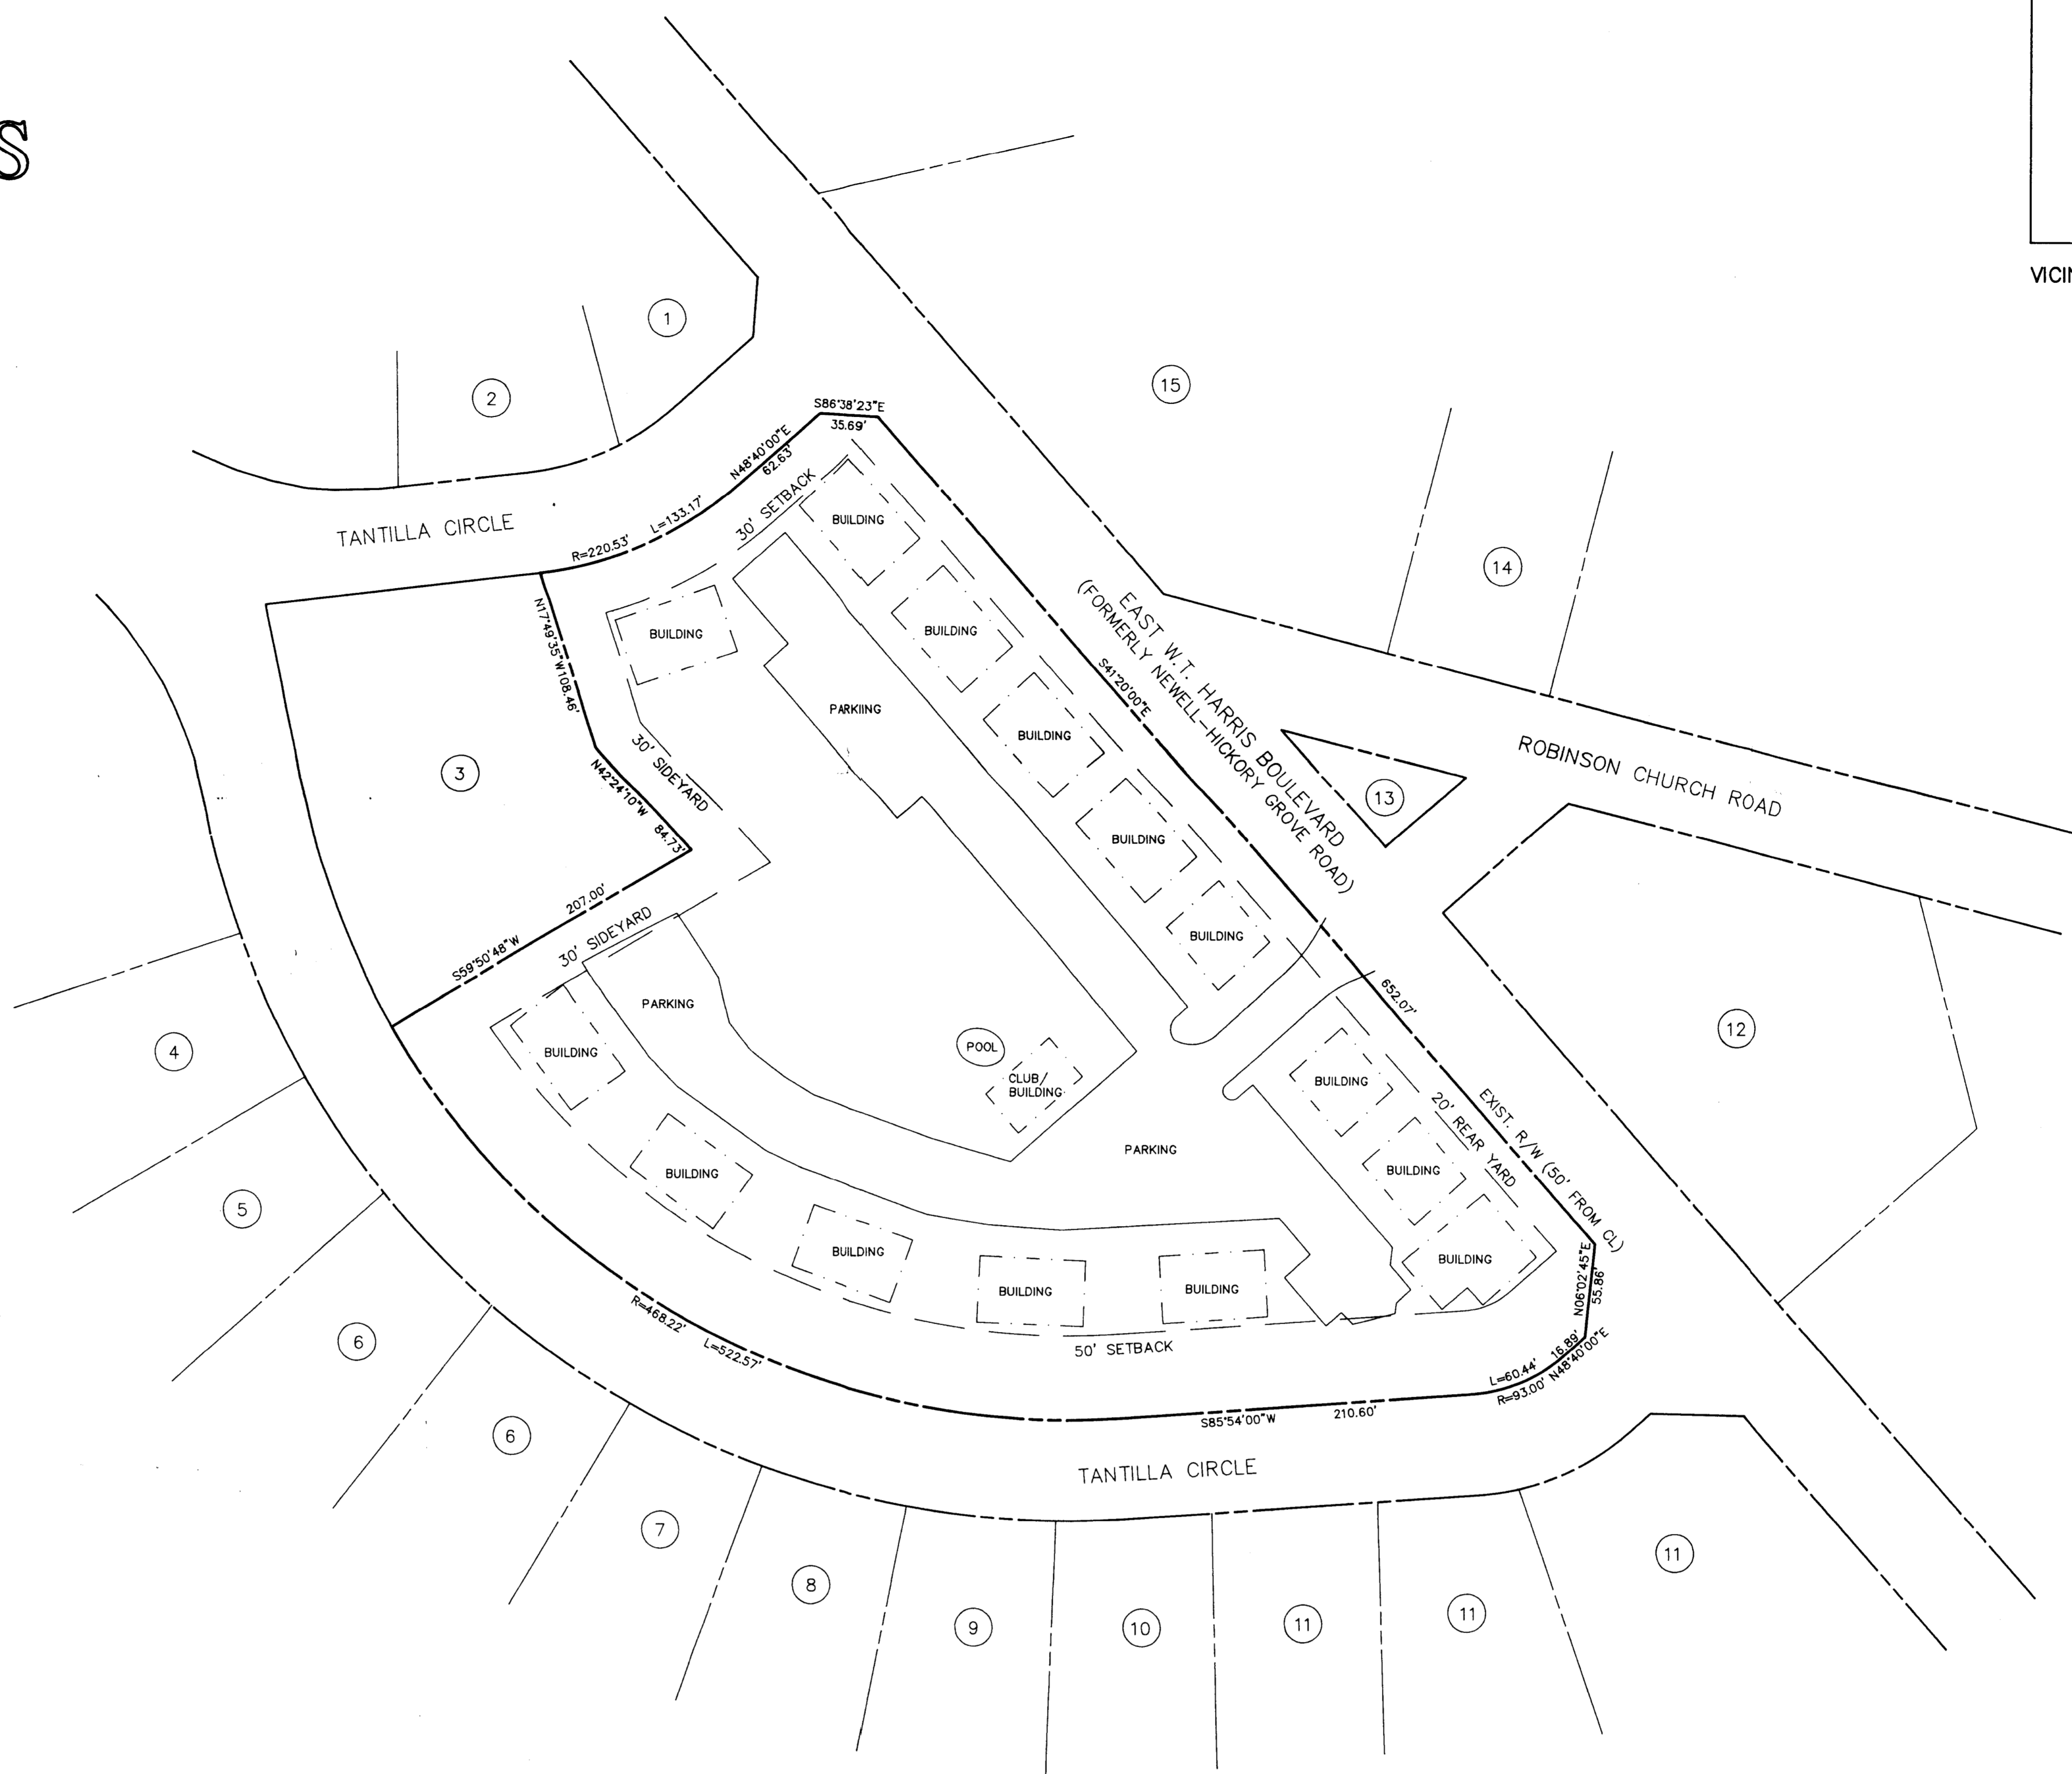 S
VICIN
1
2
S86°38'23"E
35.69'
N48°40'00"E
62.63'
15
30' SETBACK
L=133.17'
R=220.53'
TANTILLA CIRCLE
BUILDING
14
BUILDING
BUILDING
N17°49'35"W108.46'
PARKIING
BUILDING
EAST W.T. HARRIS BOULEVARD
(FORMERLY NEWELL-HICKORY GROVE ROAD)
S41°20'00"E
ROBINSON CHURCH ROAD
3
30' SIDEYARD
N42°24'10"W
84.73'
13
BUILDING
207.00'
S59°50'48"W
30' SIDEYARD
BUILDING
PARKING
652.07'
12
4
BUILDING
POOL
CLUB/
BUILDING
BUILDING
20' REAR YARD
EXIST. R/W (50' FROM CL)
PARKING
BUILDING
BUILDING
5
BUILDING
BUILDING
BUILDING
BUILDING
N06°02'45"E
55.86'
R=468.22'
L=522.57'
50' SETBACK
6
L=60.44'
R=93.00'
16.89'
N48°40'00"E
S85°54'00"W
210.60'
6
TANTILLA CIRCLE
7
8
9
10
11
11
11